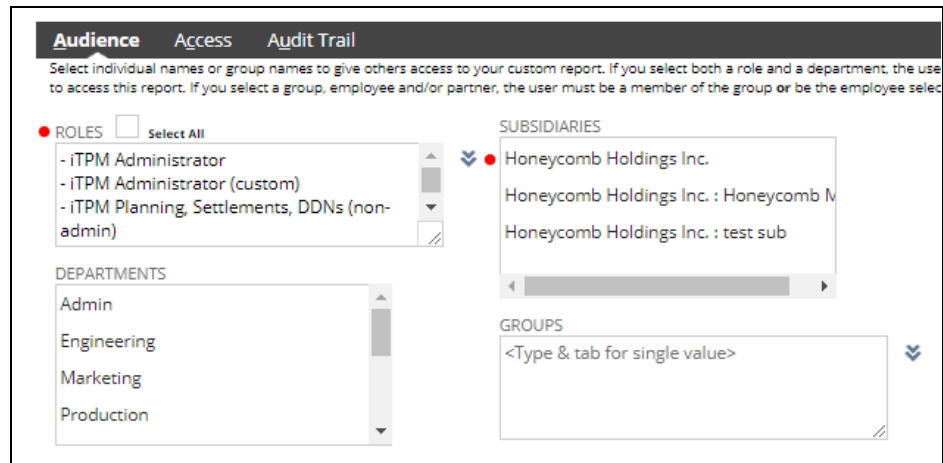 Audience Access Audit Trail
Select individual names or group names to give others access to your custom report. If you select both a role and a department, the use
to access this report. If you select a group, employee and/or partner, the user must be a member of the group or be the employee selec
ROLES Select All
- iTPM Administrator
- iTPM Administrator (custom)
- iTPM Planning, Settlements, DDNs (non-
admin)
SUBSIDIARIES
Honeycomb Holdings Inc.
Honeycomb Holdings Inc. : Honeycomb M
Honeycomb Holdings Inc. : test sub
DEPARTMENTS
Admin
Engineering
Marketing
Production
GROUPS
<Type & tab for single value>